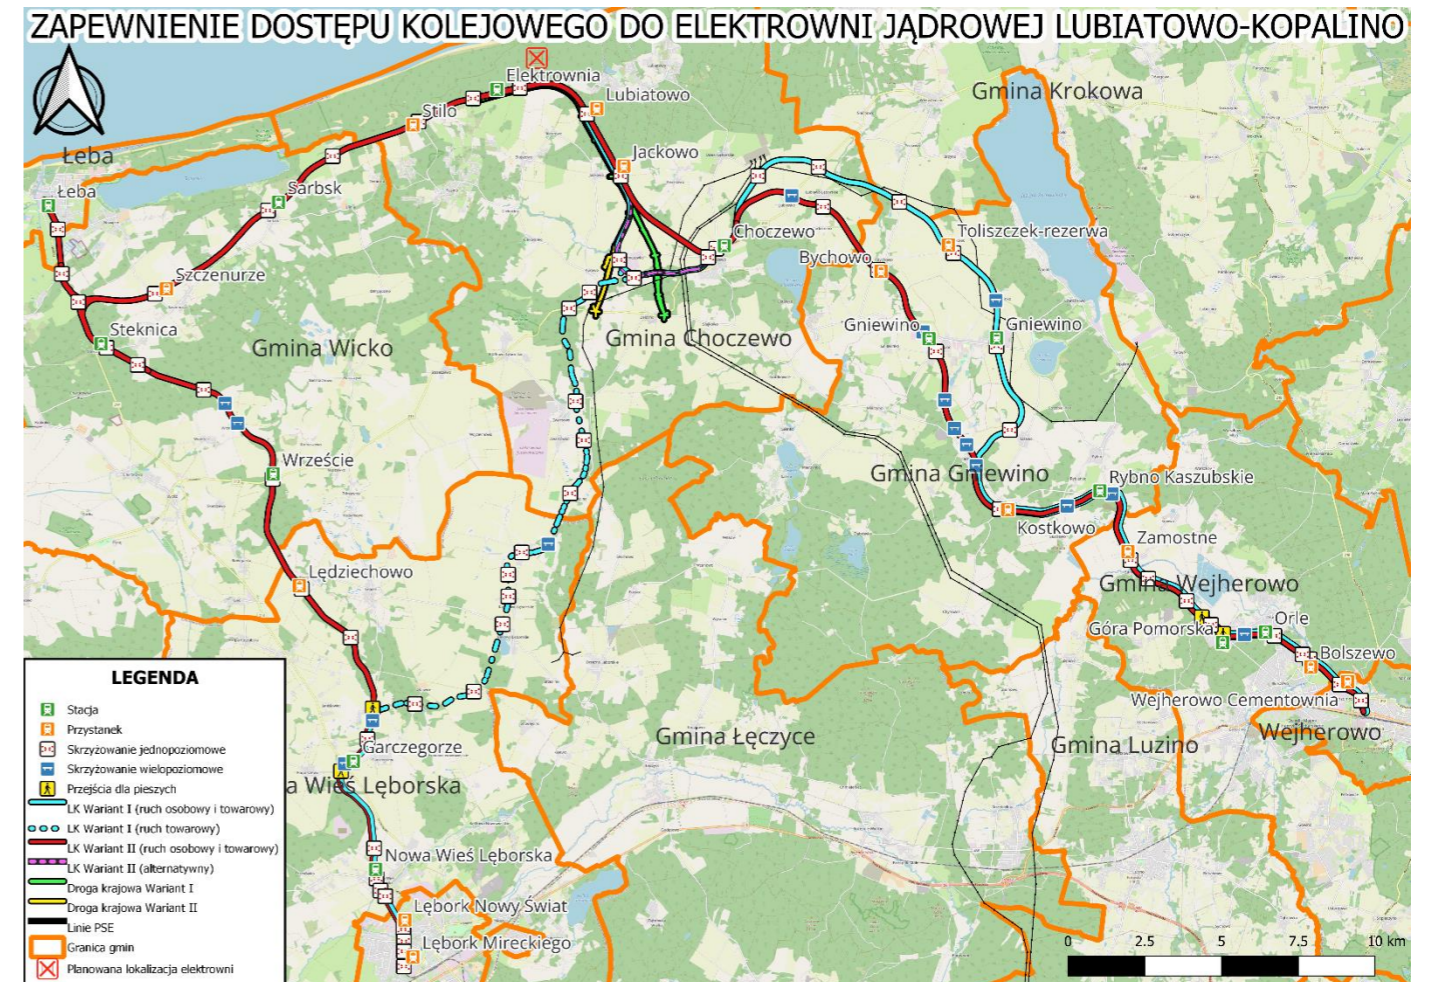 ZAPEWNIENIE DOSTĘPU KOLEJOWEGO DO ELEKTROWNI JĄDROWEJ LUBIATOWO-KOPALINO
Elektrownia
Lubiatowo
Gmina Krokowa
Stilo
Łeba
Jackowo
Łeba
Sarbsk
Choczewo
Toliszczek-rezerwa
Bychowo
Szczenurze
Steknica
Gmina Wicko
Gmina Choczewo
Gniewino
Gniewino
Wrzeście
Gmina Gniewino
Rybno Kaszubskie
Kostkowo
Zamostne
Lędziechowo
Gmina Wejherowo
Góra Pomorska
Orle
Bolszewo
Wejherowo Cementownia
Garczegorze
Gmina Łęczyce
Gmina Luzino
Wejherowo
a Wieś Lęborska
Nowa Wieś Lęborska
Lębork Nowy Świat
Lębork Mireckiego
LEGENDA
Stacja
Przystanek
Skrzyżowanie jednopoziomowe
Skrzyżowanie wielopoziomowe
Przejścia dla pieszych
LK Wariant I (ruch osobowy i towarowy)
LK Wariant I (ruch towarowy)
LK Wariant II (ruch osobowy i towarowy)
LK Wariant II (alternatywny)
Droga krajowa Wariant I
Droga krajowa Wariant II
Linie PSE
Granica gmin
Planowana lokalizacja elektrowni
0 2.5 5 7.5 10 km